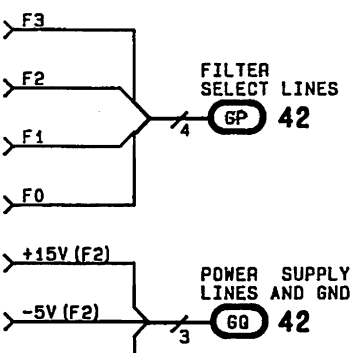 F3
FILTER
F2
SELECT LINES
GP 42
4
F1
F0
+15V (F2)
POWER SUPPLY
LINES AND GND
-5V (F2)
GQ 42
3